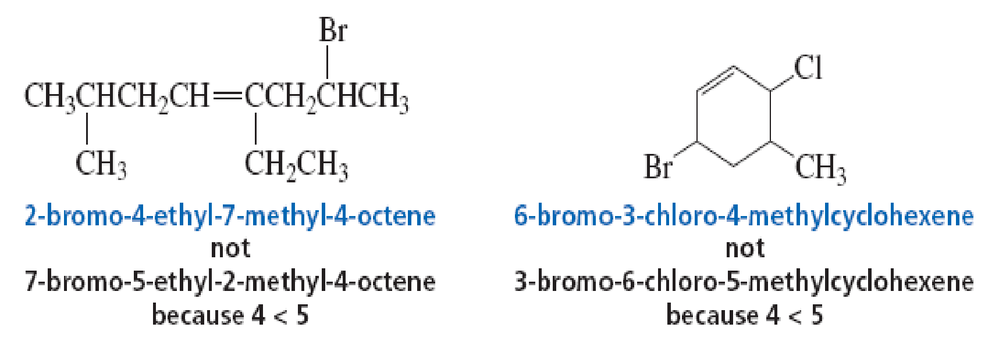 Br
CH₃CHCH₂CH=CCH₂CHCH₃
CH₃ CH₂CH₃
2-bromo-4-ethyl-7-methyl-4-octene
not
7-bromo-5-ethyl-2-methyl-4-octene
because 4 < 5
Cl
Br CH₃
6-bromo-3-chloro-4-methylcyclohexene
not
3-bromo-6-chloro-5-methylcyclohexene
because 4 < 5